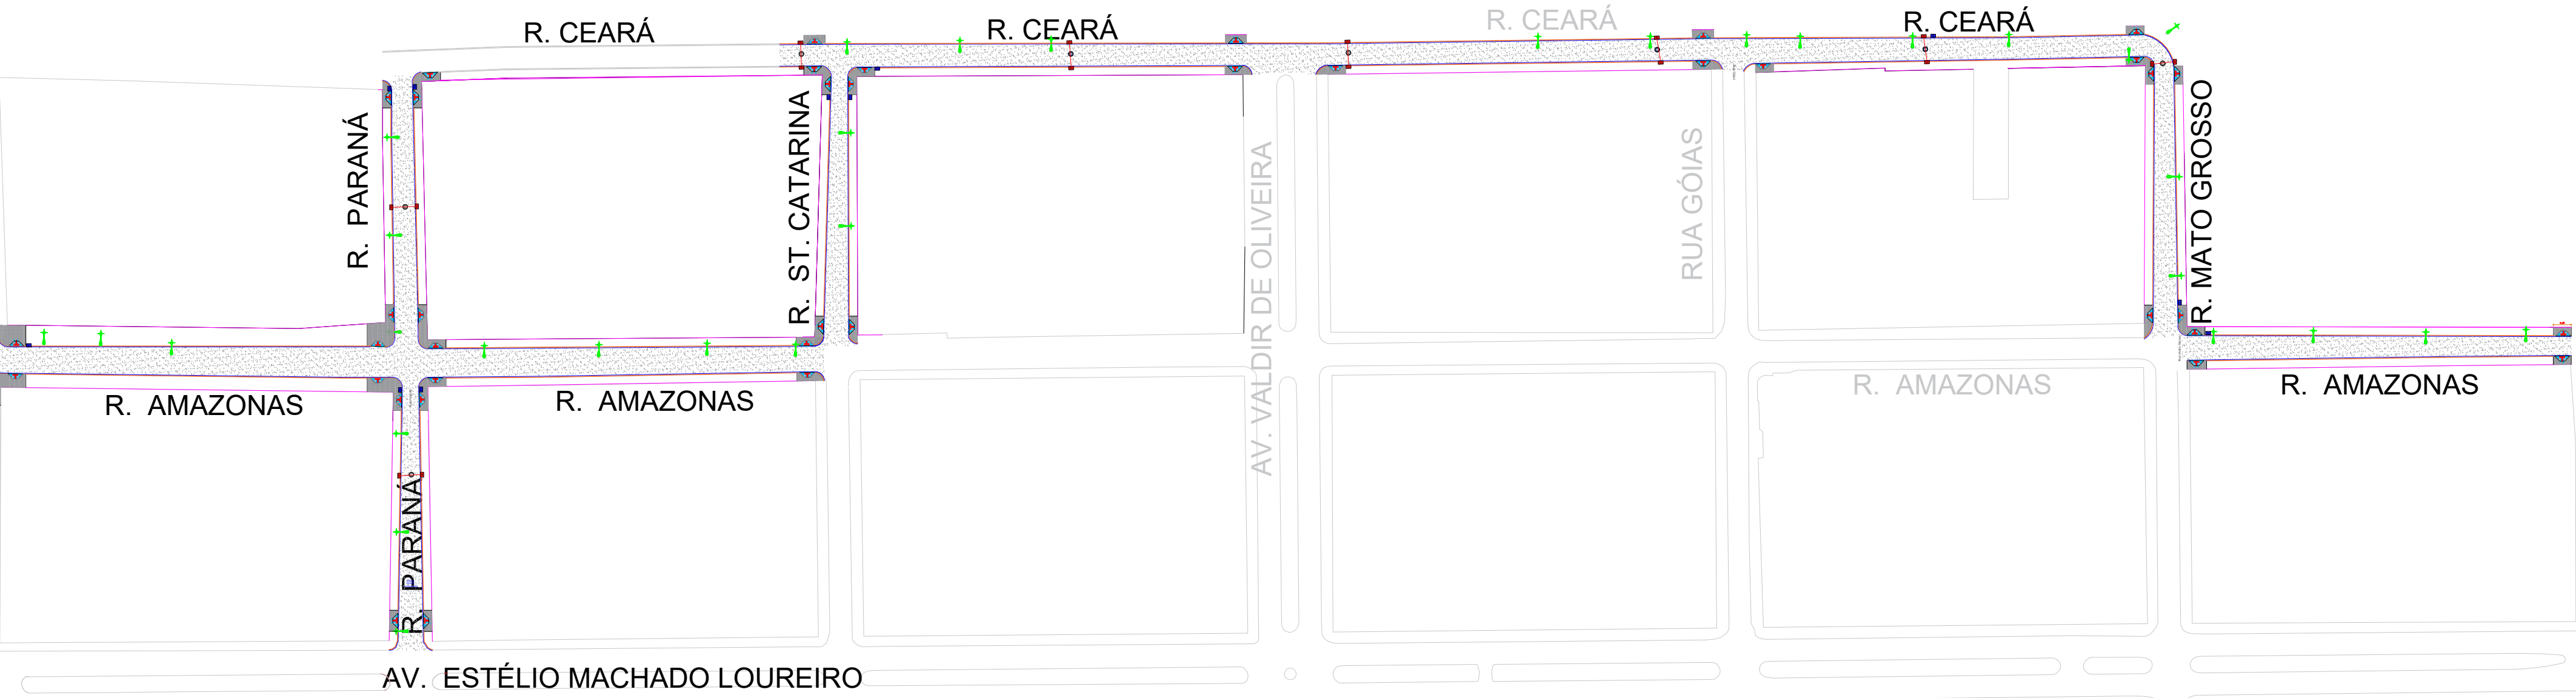 R. CEARÁ
R. CEARÁ
R. CEARÁ
R. CEARÁ
R.  PARANÁ
R.  ST. CATARINA
AV. VALDIR DE OLIVEIRA
RUA GÓIAS
R. MATO GROSSO
R.  AMAZONAS
R.  AMAZONAS
R.  AMAZONAS
R.  AMAZONAS
R.  PARANÁ
AV.  ESTÉLIO MACHADO LOUREIRO